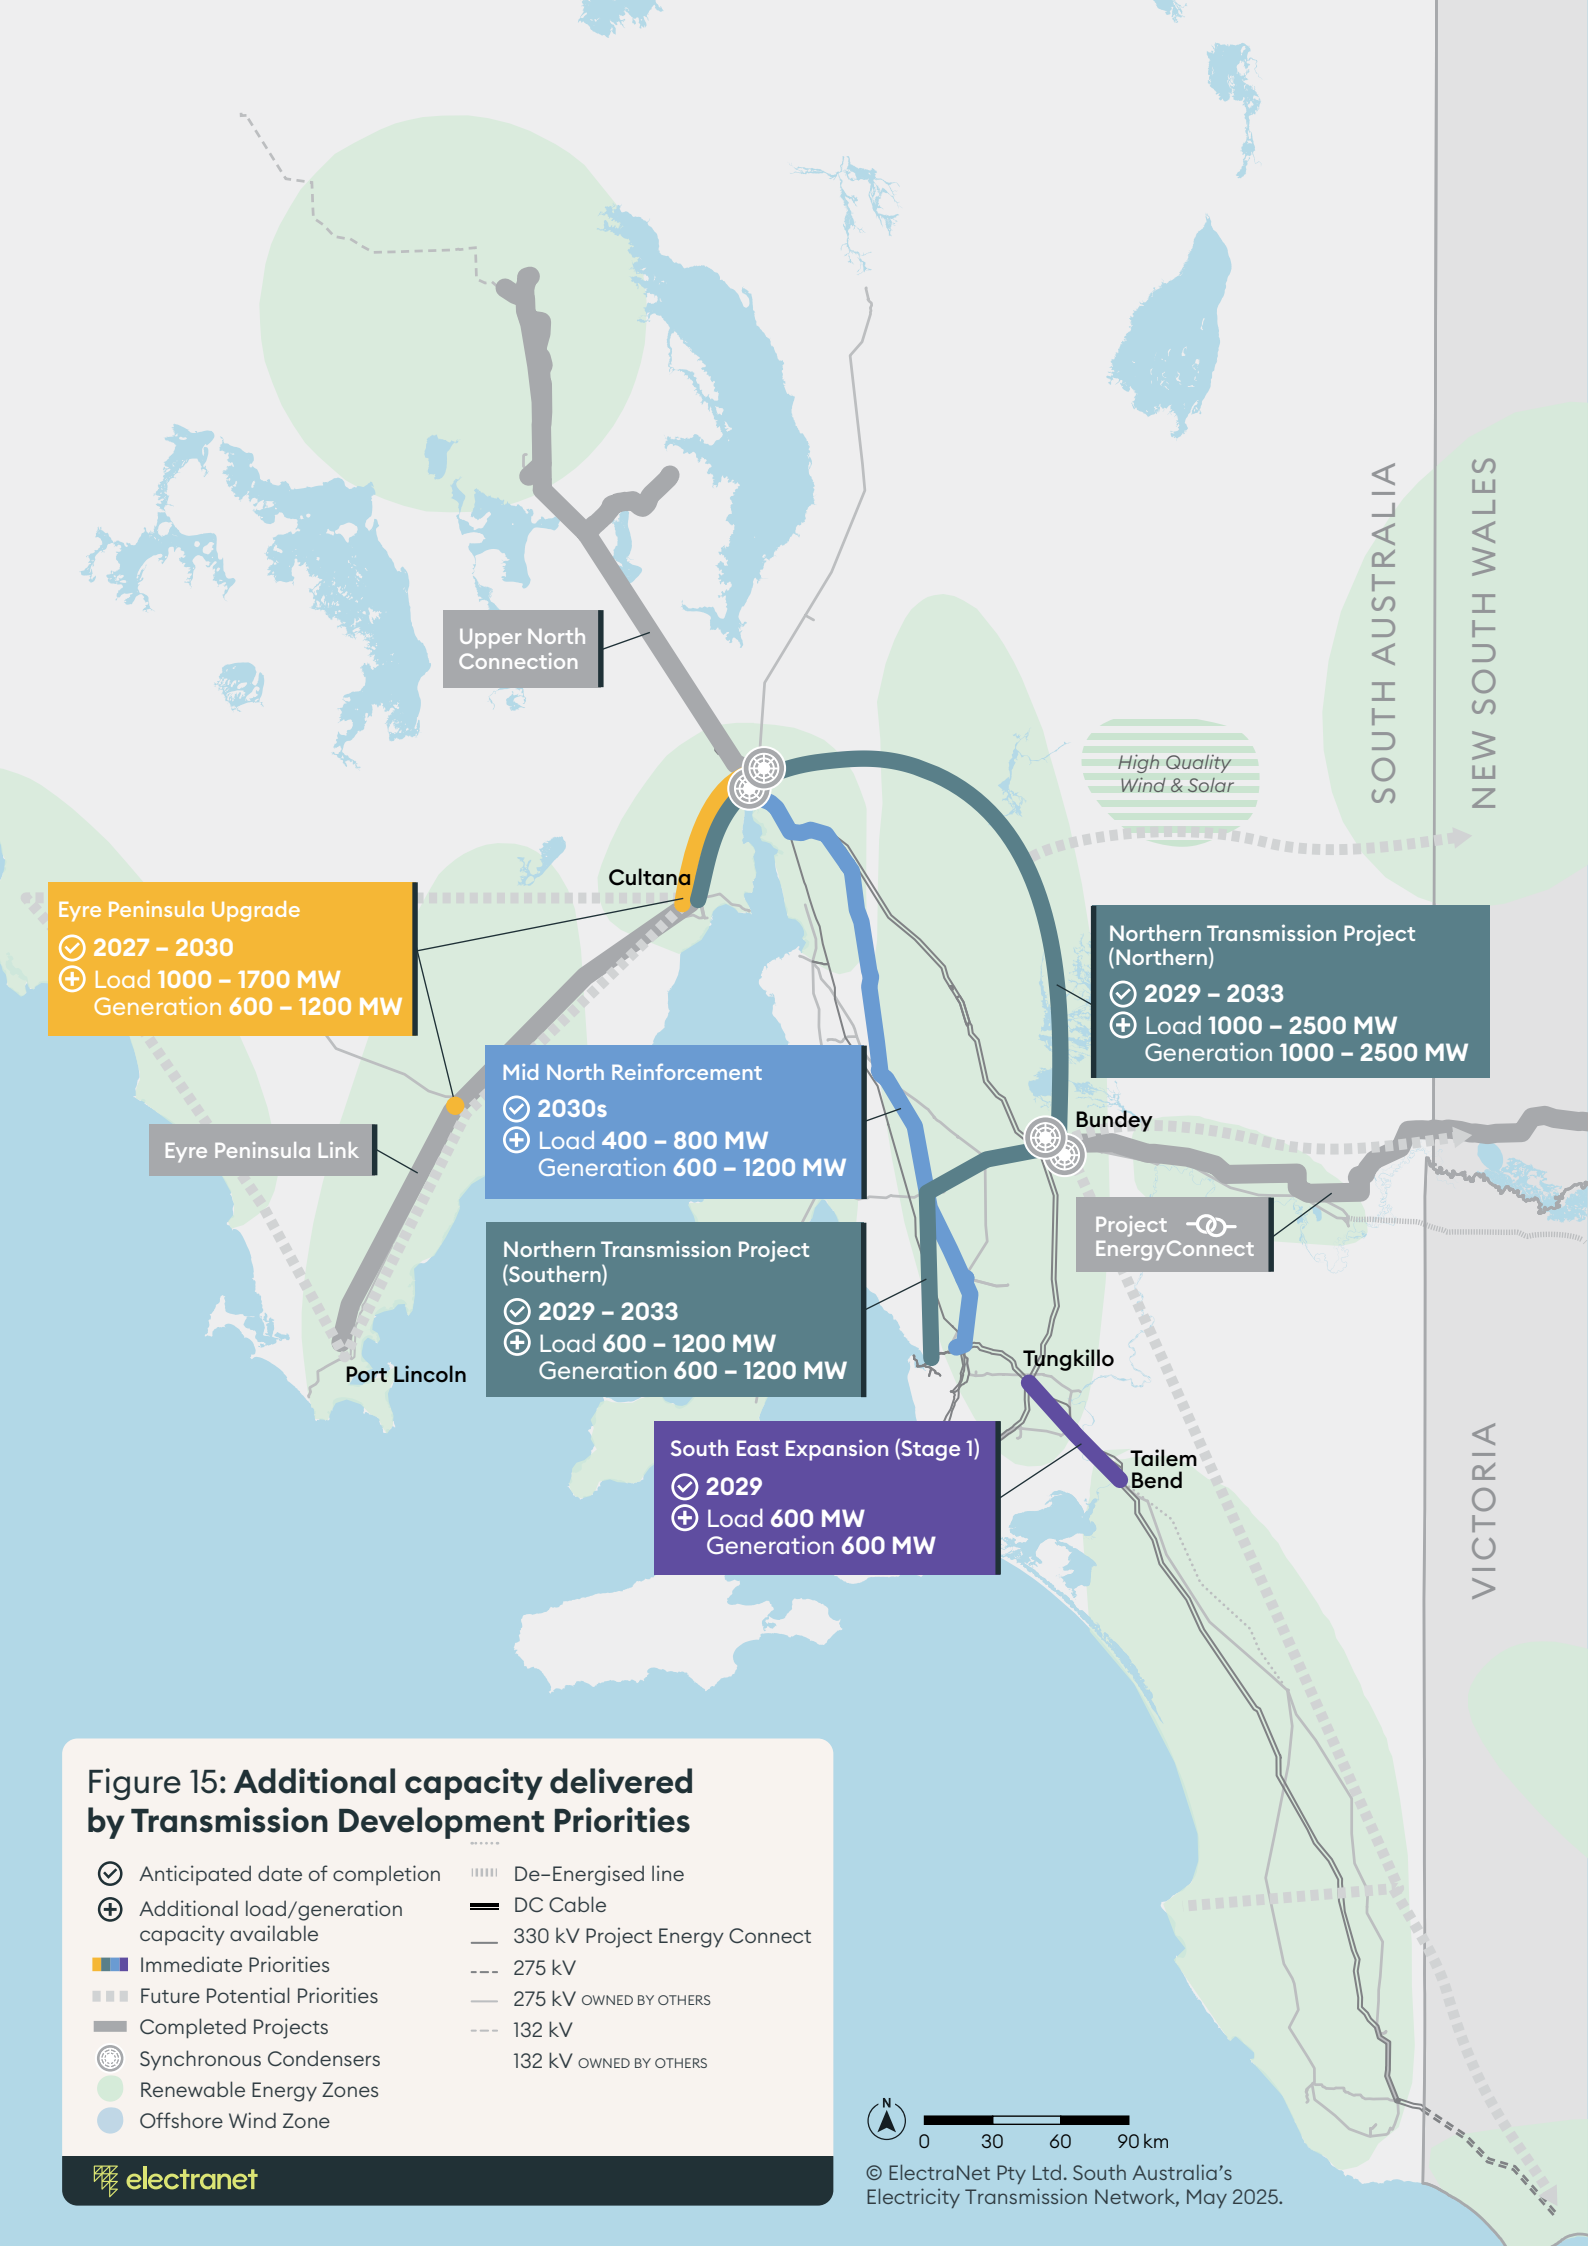 SOUTH AUSTRALIA
NEW SOUTH WALES
Upper North
Connection
High Quality
Wind & Solar
Cultana
Eyre Peninsula Upgrade
2027 – 2030
Load 1000 – 1700 MW
Generation 600 – 1200 MW
Northern Transmission Project
(Northern)
2029 – 2033
Load 1000 – 2500 MW
Generation 1000 – 2500 MW
Mid North Reinforcement
2030s
Load 400 – 800 MW
Generation 600 – 1200 MW
Bundey
Eyre Peninsula Link
Project
EnergyConnect
Northern Transmission Project
(Southern)
2029 – 2033
Load 600 – 1200 MW
Generation 600 – 1200 MW
Port Lincoln
Tungkillo
South East Expansion (Stage 1)
2029
Load 600 MW
Generation 600 MW
Tailem
Bend
VICTORIA
Figure 15: Additional capacity delivered
by Transmission Development Priorities
Anticipated date of completion
Additional load/generation
capacity available
Immediate Priorities
Future Potential Priorities
Completed Projects
Synchronous Condensers
Renewable Energy Zones
Offshore Wind Zone
De–Energised line
DC Cable
330 kV Project Energy Connect
275 kV
275 kV OWNED BY OTHERS
132 kV
132 kV OWNED BY OTHERS
electranet
N
0 30 60 90 km
© ElectraNet Pty Ltd. South Australia's
Electricity Transmission Network, May 2025.